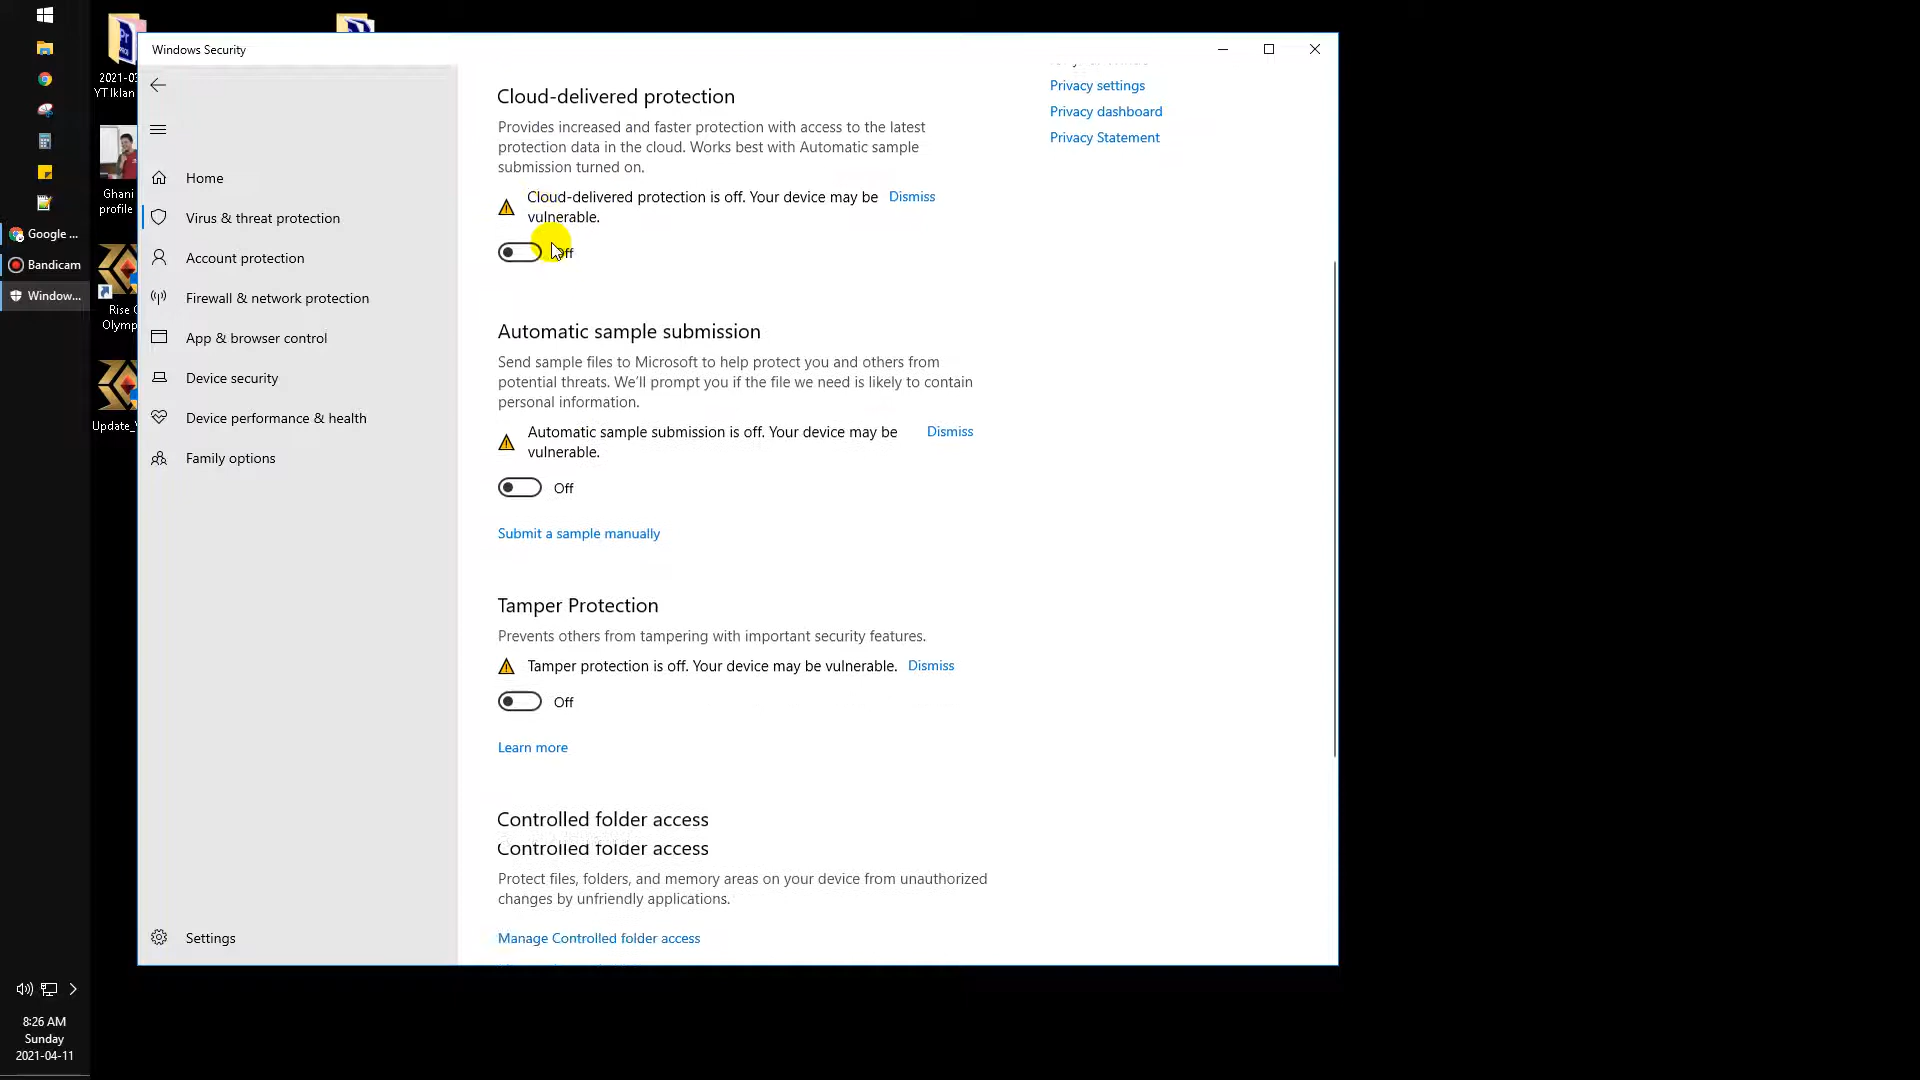 Windows Security
Home
Virus & threat protection
Account protection
Firewall & network protection
App & browser control
Device security
Device performance & health
Family options
Settings
Cloud-delivered protection
Provides increased and faster protection with access to the latest
protection data in the cloud. Works best with Automatic sample
submission turned on.
Cloud-delivered protection is off. Your device may be
vulnerable.
Dismiss
Off
Automatic sample submission
Send sample files to Microsoft to help protect you and others from
potential threats. We'll prompt you if the file we need is likely to contain
personal information.
Automatic sample submission is off. Your device may be
vulnerable.
Dismiss
Off
Submit a sample manually
Tamper Protection
Prevents others from tampering with important security features.
Tamper protection is off. Your device may be vulnerable.
Dismiss
Off
Learn more
Controlled folder access
Controlled folder access
Protect files, folders, and memory areas on your device from unauthorized
changes by unfriendly applications.
Manage Controlled folder access
Privacy settings
Privacy dashboard
Privacy Statement
Google ...
Bandicam
Window...
YT Iklan
Ghani
profile
Rise
Update_
8:26 AM
Sunday
2021-04-11